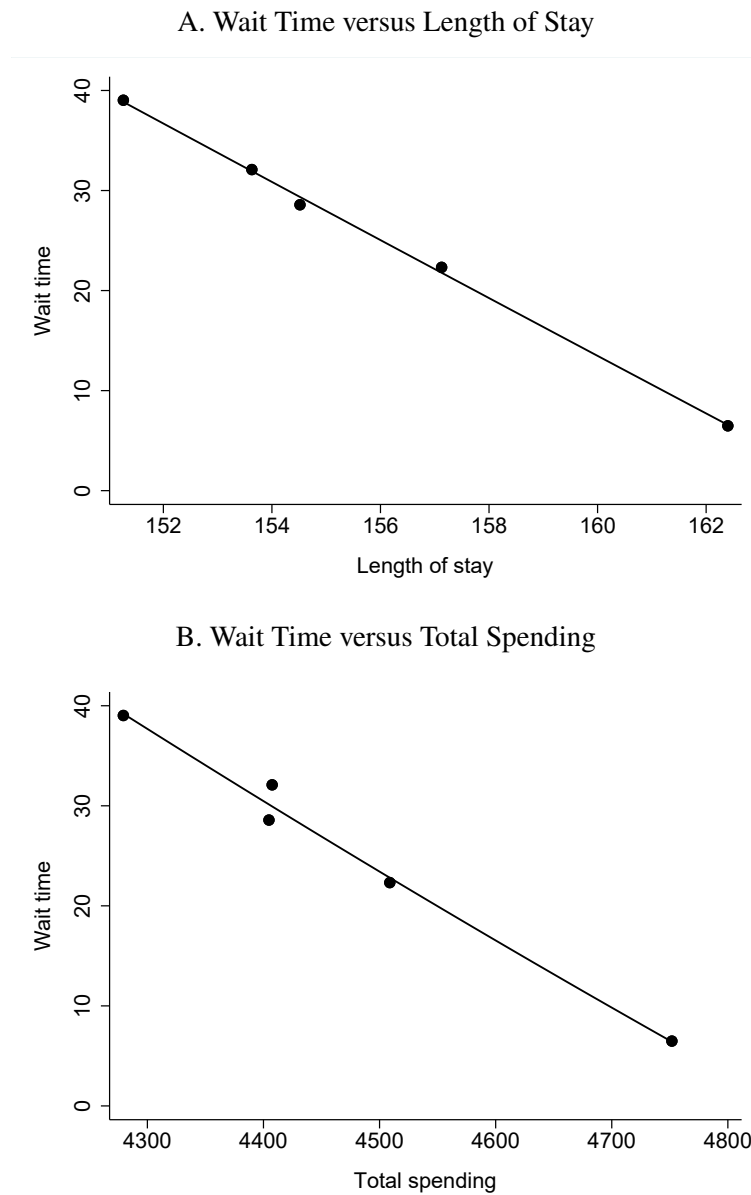 A. Wait Time versus Length of Stay
40
30
20
10
0
Wait time
152 154 156 158 160 162
Length of stay
B. Wait Time versus Total Spending
40
30
20
10
0
Wait time
4300 4400 4500 4600 4700 4800
Total spending